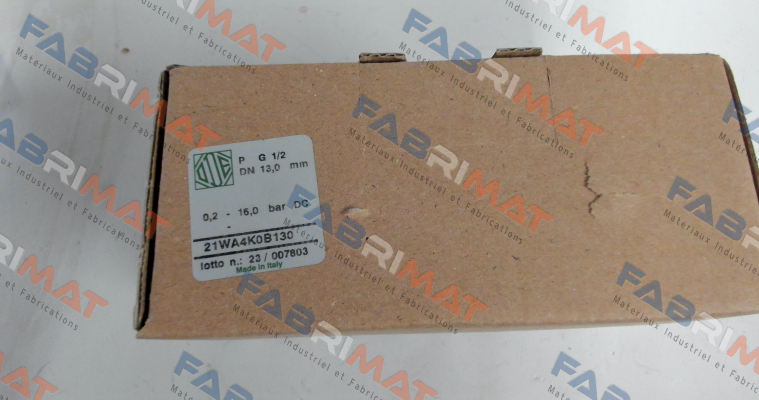 ODE
P G 1/2
DN 13,0 mm
0,2 - 16,0 bar DC
-
21WA4K0B130
lotto n.: 23 / 007803
Made in Italy
FABRIMAT
Materiaux Industriel et Fabrications